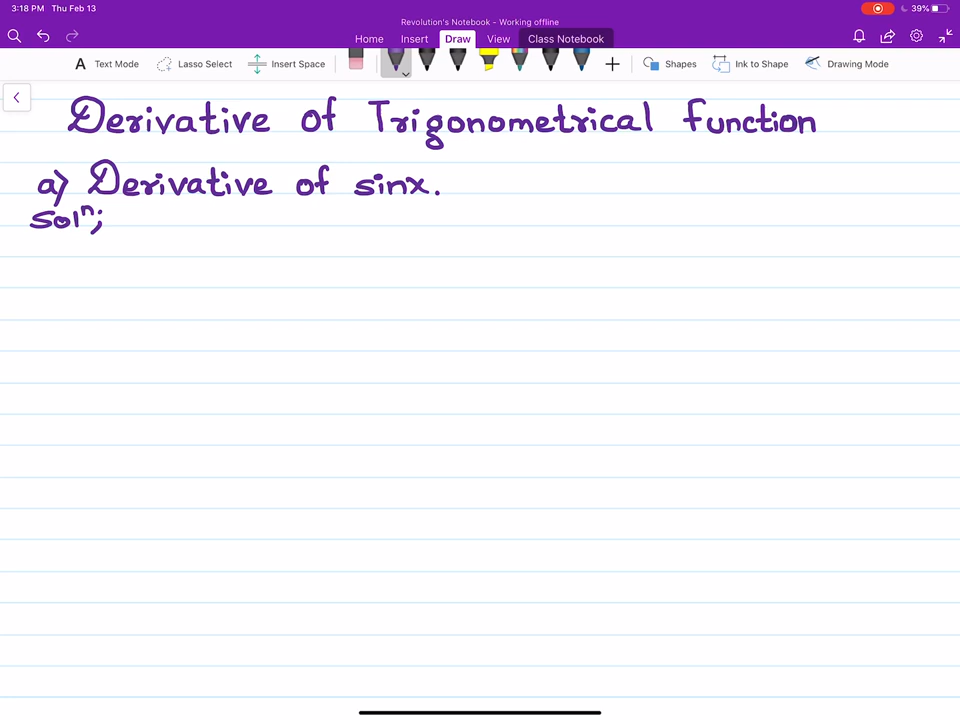 3:18 PM Thu Feb 13
39%
Revolution's Notebook - Working offline
Home Insert Draw View Class Notebook
A Text Mode Lasso Select Insert Space Shapes Ink to Shape Drawing Mode
Derivative of Trigonometrical function
a) Derivative of sinx.
Solⁿ;